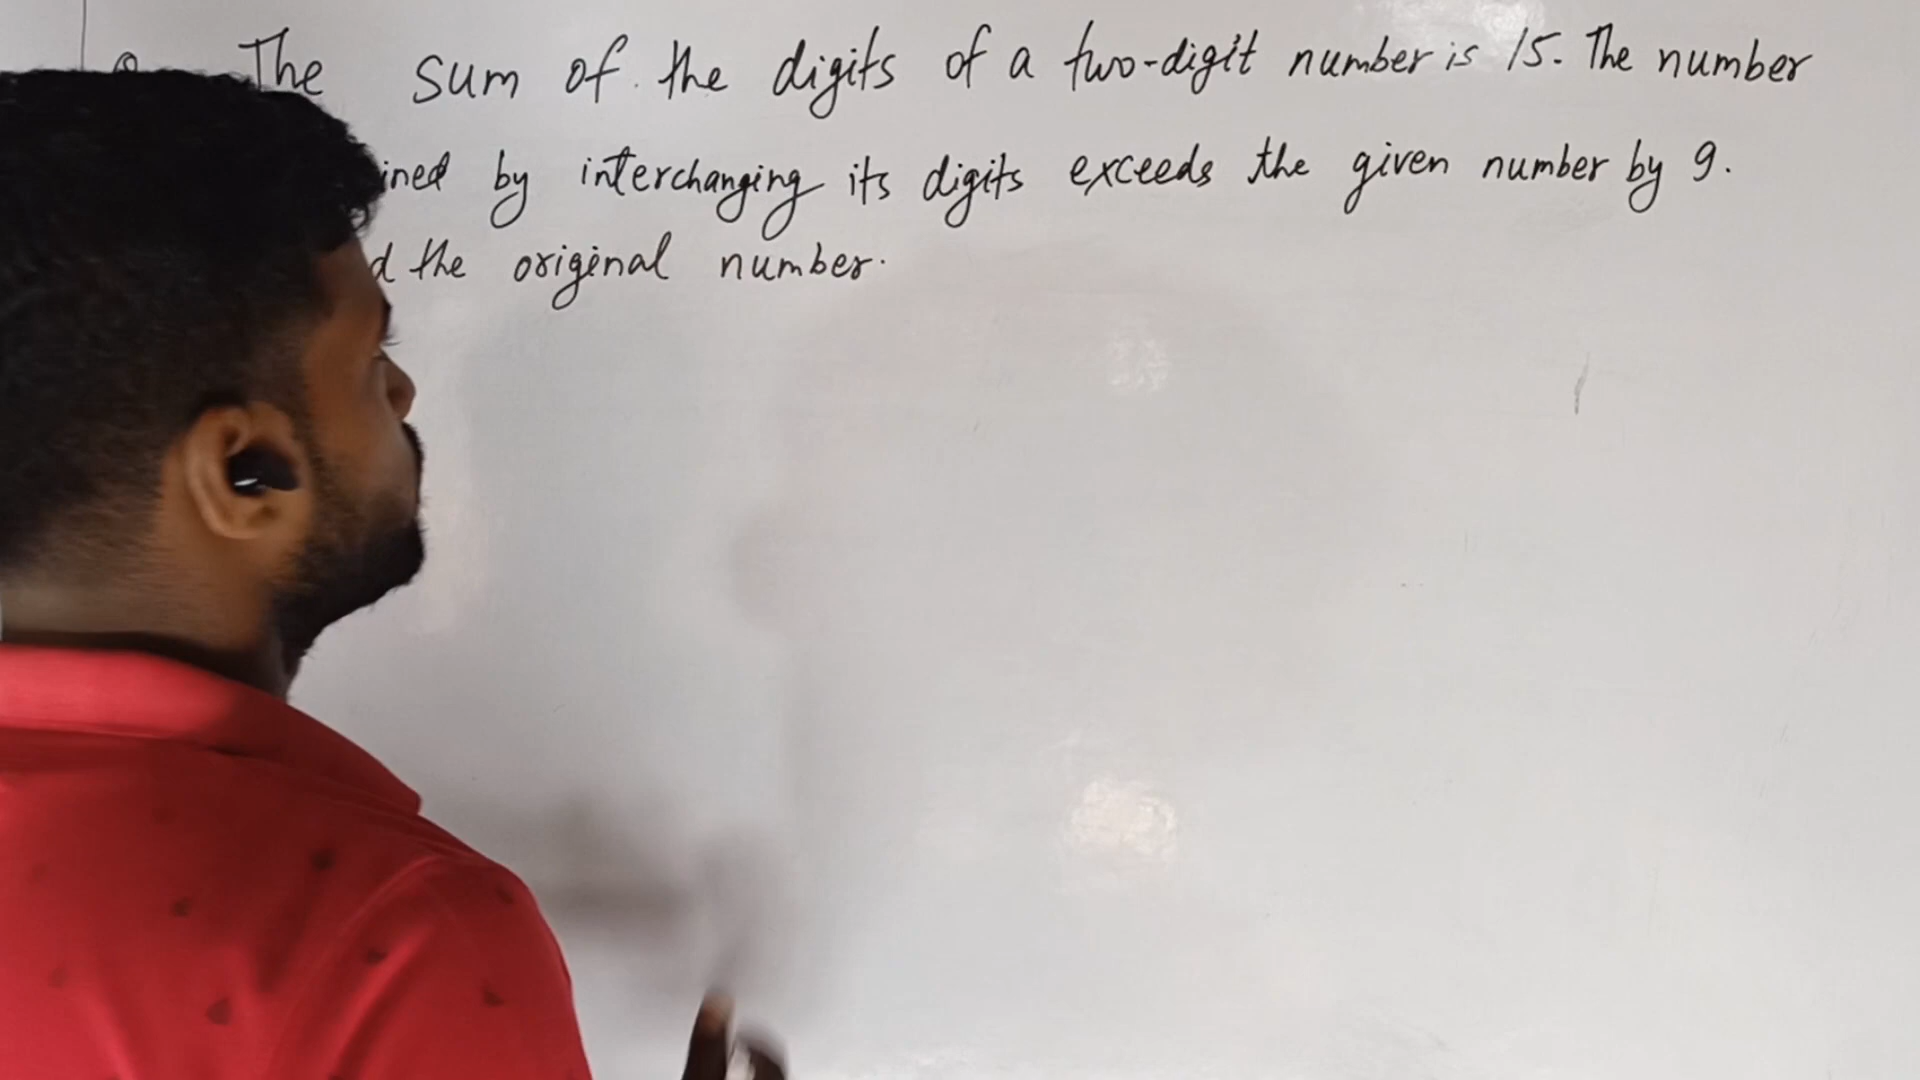 The sum of the digits of a two-digit number is 15. The number
ined by interchanging its digits exceeds the given number by 9.
d the original number.